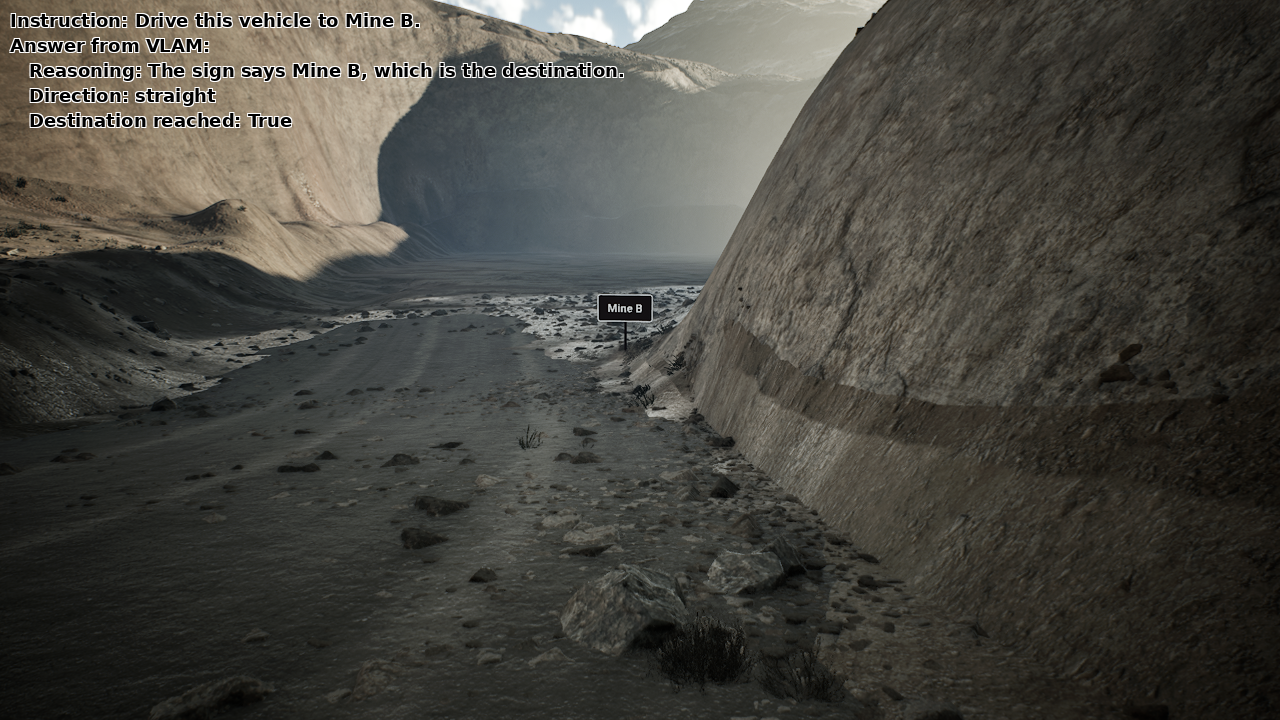 Instruction: Drive this vehicle to Mine B.
Answer from VLAM:
Reasoning: The sign says Mine B, which is the destination.
Direction: straight
Destination reached: True
Mine B